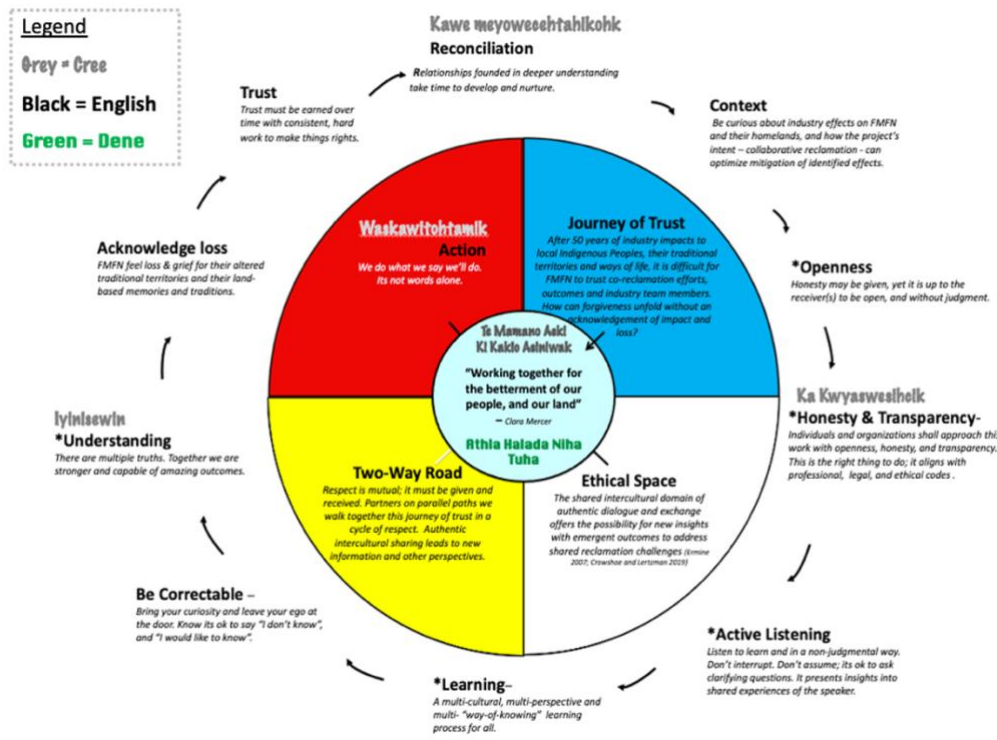 Legend
Grey = Cree
Black = English
Green = Dene
Kawe meyowecehtahikohk
Reconciliation
Relationships founded in deeper understanding
take time to develop and nurture.
Context
Be curious about industry effects on FMFN
and their homelands, and how the project's
intent – collaborative reclamation - can
optimize mitigation of identified effects.
*Openness
Honesty may be given, yet it is up to the
receiver(s) to be open, and without judgment.
Ka Kwyaswesihcik
*Honesty & Transparency-
Individuals and organizations shall approach this
work with openness, honesty, and transparency.
This is the right thing to do; it aligns with
professional, legal, and ethical codes .
*Active Listening
Listen to learn and in a non-judgmental way.
Don't interrupt. Don't assume; its ok to ask
clarifying questions. It presents insights into
shared experiences of the speaker.
*Learning–
A multi-cultural, multi-perspective and
multi- "way-of-knowing" learning
process for all.
Be Correctable –
Bring your curiosity and leave your ego at
the door. Know its ok to say "I don't know",
and "I would like to know".
Iyinisewin
*Understanding
There are multiple truths. Together we are
stronger and capable of amazing outcomes.
Acknowledge loss
FMFN feel loss & grief for their altered
traditional territories and their land-
based memories and traditions.
Trust
Trust must be earned over
time with consistent, hard
work to make things rights.
Waskawitohtamik
Action
We do what we say we'll do.
Its not words alone.
Journey of Trust
After 50 years of industry impacts to
local Indigenous Peoples, their traditional
territories and ways of life, it is difficult for
FMFN to trust co-reclamation efforts,
outcomes and industry team members.
How can forgiveness unfold without an
acknowledgement of impact and
loss?
Te Mamano Aski
Ki Kakio Asiniwak
"Working together for
the betterment of our
people, and our land"
– Clara Mercer
Athla Halada Niha
Tuha
Two-Way Road
Respect is mutual; it must be given and
received. Partners on parallel paths we
walk together this journey of trust in a
cycle of respect. Authentic
intercultural sharing leads to new
information and other perspectives.
Ethical Space
The shared intercultural domain of
authentic dialogue and exchange
offers the possibility for new insights
with emergent outcomes to address
shared reclamation challenges (Ermine
2007; Crowshoe and Lertzman 2019)